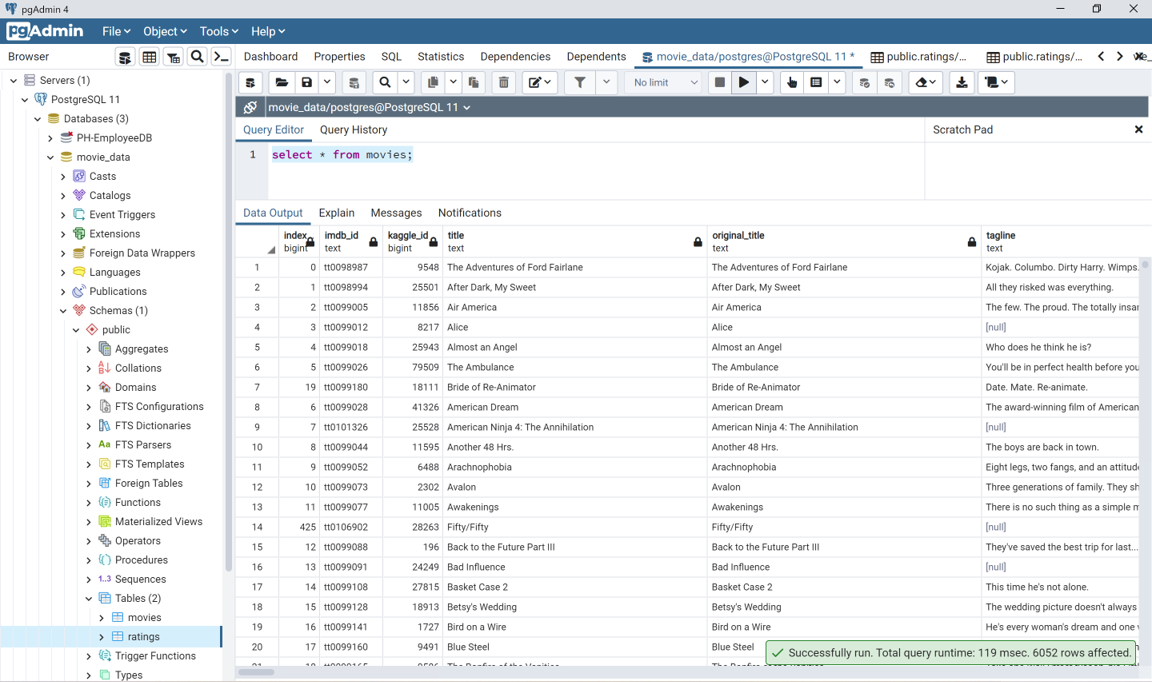 pgAdmin 4
pgAdmin File Object Tools Help
Browser
Dashboard Properties SQL Statistics Dependencies Dependents movie_data/postgres@PostgreSQL 11 * public.ratings/... public.ratings/...
No limit
movie_data/postgres@PostgreSQL 11
Query Editor Query History Scratch Pad
1 select * from movies;
Servers (1)
PostgreSQL 11
Databases (3)
PH-EmployeeDB
movie_data
Casts
Catalogs
Event Triggers
Extensions
Foreign Data Wrappers
Languages
Publications
Schemas (1)
public
Aggregates
Collations
Domains
FTS Configurations
FTS Dictionaries
Aa FTS Parsers
FTS Templates
Foreign Tables
Functions
Materialized Views
Operators
Procedures
1..3 Sequences
Tables (2)
movies
ratings
Trigger Functions
Types
Data Output Explain Messages Notifications
index imdb_id kaggle_id title original_title tagline
bigint text bigint text text text
1 0 tt0098987 9548 The Adventures of Ford Fairlane The Adventures of Ford Fairlane Kojak. Columbo. Dirty Harry. Wimps.
2 1 tt0098994 25501 After Dark, My Sweet After Dark, My Sweet All they risked was everything.
3 2 tt0099005 11856 Air America Air America The few. The proud. The totally insa
4 3 tt0099012 8217 Alice Alice [null]
5 4 tt0099018 25943 Almost an Angel Almost an Angel Who does he think he is?
6 5 tt0099026 79509 The Ambulance The Ambulance You'll be in perfect health before you
7 19 tt0099180 18111 Bride of Re-Animator Bride of Re-Animator Date. Mate. Re-animate.
8 6 tt0099028 41326 American Dream American Dream The award-winning film of American
9 7 tt0101326 25528 American Ninja 4: The Annihilation American Ninja 4: The Annihilation [null]
10 8 tt0099044 11595 Another 48 Hrs. Another 48 Hrs. The boys are back in town.
11 9 tt0099052 6488 Arachnophobia Arachnophobia Eight legs, two fangs, and an attitud
12 10 tt0099073 2302 Avalon Avalon Three generations of family. They sh
13 11 tt0099077 11005 Awakenings Awakenings There is no such thing as a simple m
14 425 tt0106902 28263 Fifty/Fifty Fifty/Fifty [null]
15 12 tt0099088 196 Back to the Future Part III Back to the Future Part III They've saved the best trip for last...
16 13 tt0099091 24249 Bad Influence Bad Influence [null]
17 14 tt0099108 27815 Basket Case 2 Basket Case 2 This time he's not alone.
18 15 tt0099128 18913 Betsy's Wedding Betsy's Wedding The wedding picture doesn't always
19 16 tt0099141 1727 Bird on a Wire Bird on a Wire He's every woman's dream and one
20 17 tt0099160 9491 Blue Steel Blue Steel
Successfully run. Total query runtime: 119 msec. 6052 rows affected.